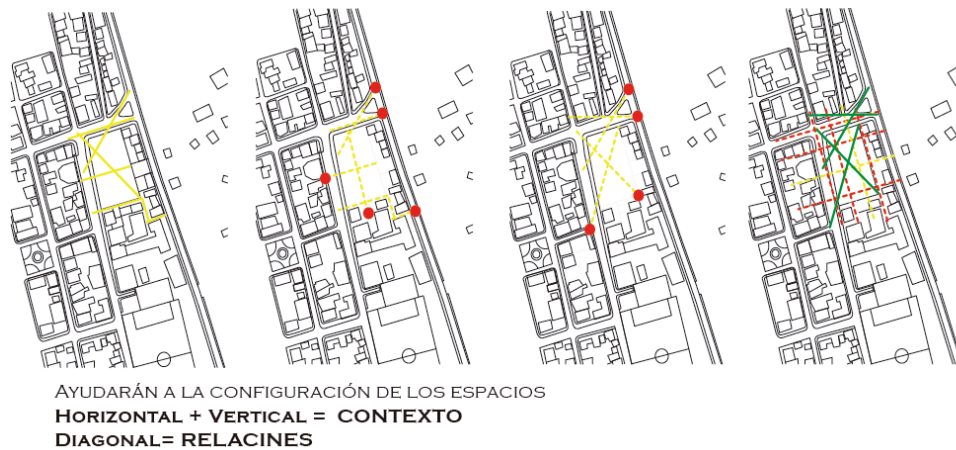 AYUDARÁN A LA CONFIGURACIÓN DE LOS ESPACIOS
HORIZONTAL + VERTICAL = CONTEXTO
DIAGONAL= RELACINES